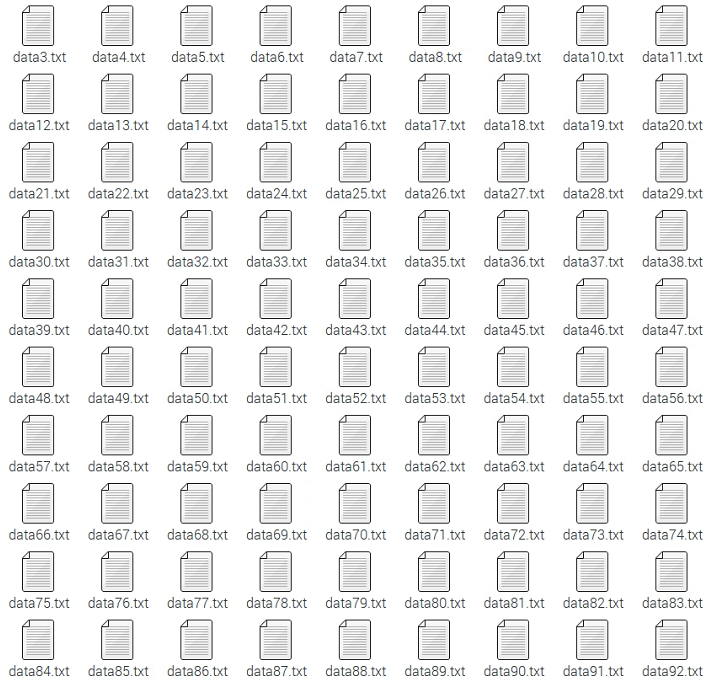 data3.txt data4.txt data5.txt data6.txt data7.txt data8.txt data9.txt data10.txt data11.txt
data12.txt data13.txt data14.txt data15.txt data16.txt data17.txt data18.txt data19.txt data20.txt
data21.txt data22.txt data23.txt data24.txt data25.txt data26.txt data27.txt data28.txt data29.txt
data30.txt data31.txt data32.txt data33.txt data34.txt data35.txt data36.txt data37.txt data38.txt
data39.txt data40.txt data41.txt data42.txt data43.txt data44.txt data45.txt data46.txt data47.txt
data48.txt data49.txt data50.txt data51.txt data52.txt data53.txt data54.txt data55.txt data56.txt
data57.txt data58.txt data59.txt data60.txt data61.txt data62.txt data63.txt data64.txt data65.txt
data66.txt data67.txt data68.txt data69.txt data70.txt data71.txt data72.txt data73.txt data74.txt
data75.txt data76.txt data77.txt data78.txt data79.txt data80.txt data81.txt data82.txt data83.txt
data84.txt data85.txt data86.txt data87.txt data88.txt data89.txt data90.txt data91.txt data92.txt